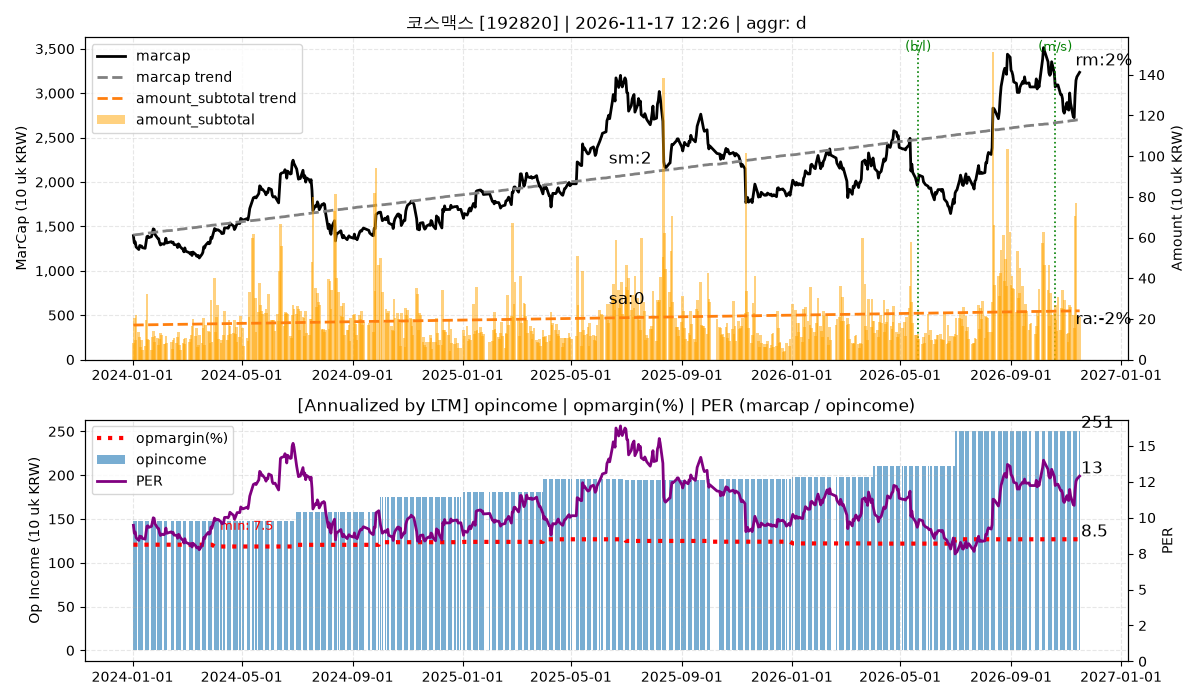 코스맥스 [192820] | 2026-11-17 12:26 | aggr: d
marcap
marcap trend
amount_subtotal trend
amount_subtotal
(b/l)
(m/s)
rm:2%
sm:2
sa:0
ra:-2%
MarCap (10 uk KRW)
3,500
3,000
2,500
2,000
1,500
1,000
500
0
Amount (10 uk KRW)
140
120
100
80
60
40
20
0
2024-01-01 2024-05-01 2024-09-01 2025-01-01 2025-05-01 2025-09-01 2026-01-01 2026-05-01 2026-09-01 2027-01-01
[Annualized by LTM] opincome | opmargin(%) | PER (marcap / opincome)
opmargin(%)
opincome
PER
min: 7.5
251
13
8.5
Op Income (10 uk KRW)
250
200
150
100
50
0
PER
15
12
10
8
5
2
0
2024-01-01 2024-05-01 2024-09-01 2025-01-01 2025-05-01 2025-09-01 2026-01-01 2026-05-01 2026-09-01 2027-01-01